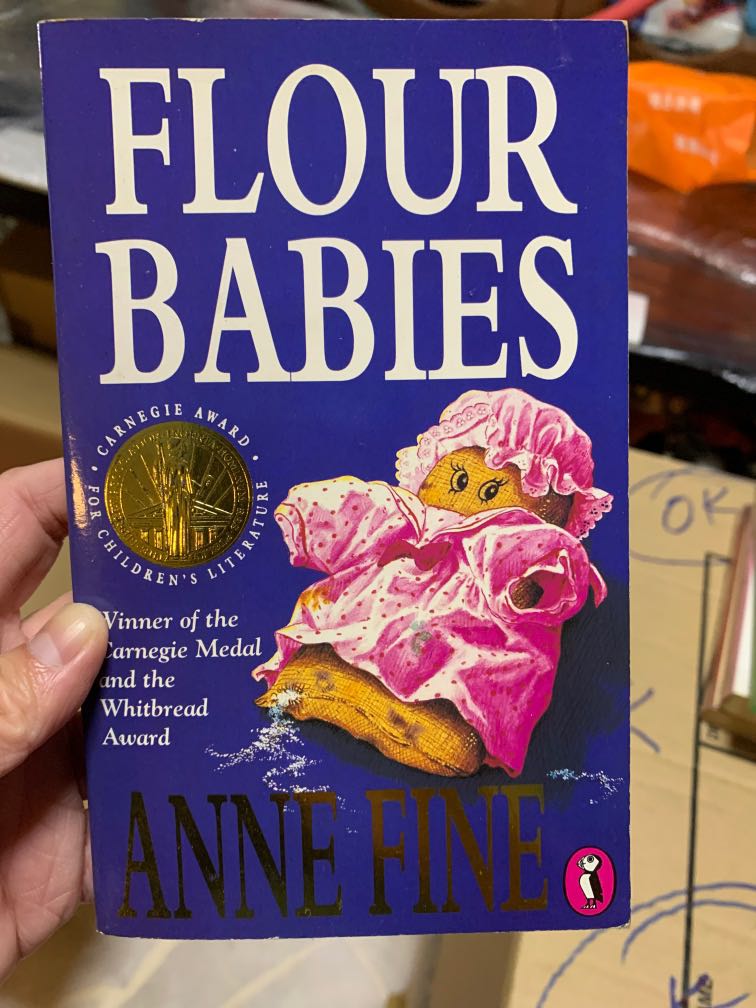 FLOUR
BABIES
• CARNEGIE AWARD •
FOR CHILDREN'S LITERATURE
Winner of the
Carnegie Medal
and the
Whitbread
Award
ANNE FINE
OK